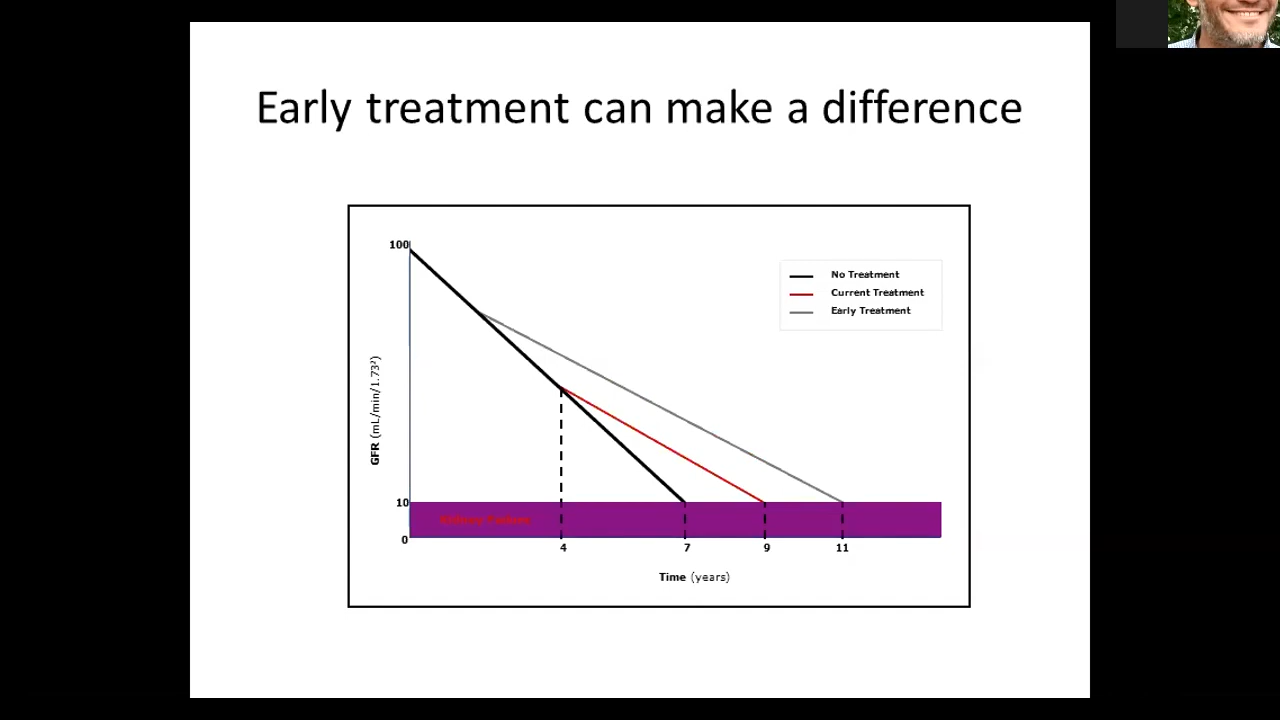 Early treatment can make a difference
100
No Treatment
Current Treatment
Early Treatment
GFR (mL/min/1.73²)
10
Kidney Failure
0
4 7 9 11
Time (years)